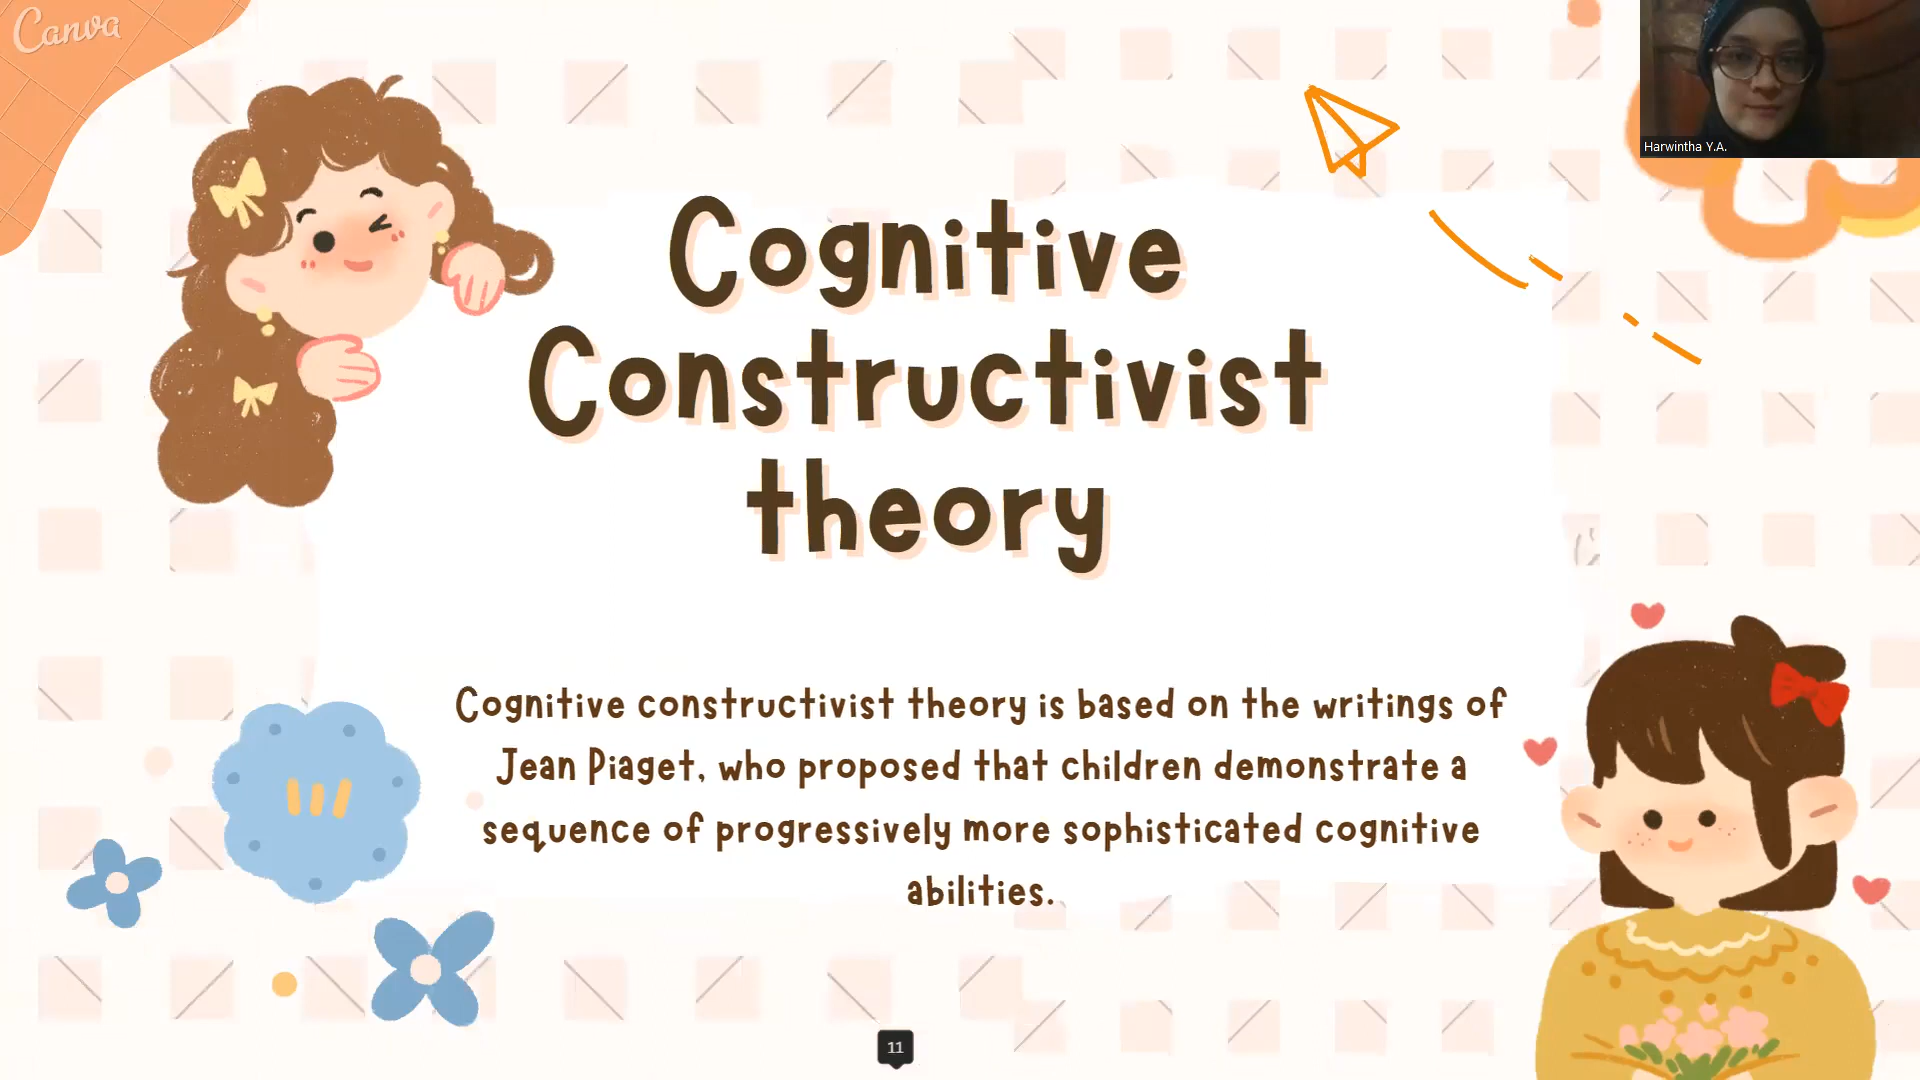 Canva
Harwintha Y.A.
Cognitive
Constructivist
theory
Cognitive constructivist theory is based on the writings of
Jean Piaget, who proposed that children demonstrate a
sequence of progressively more sophisticated cognitive
abilities.
11